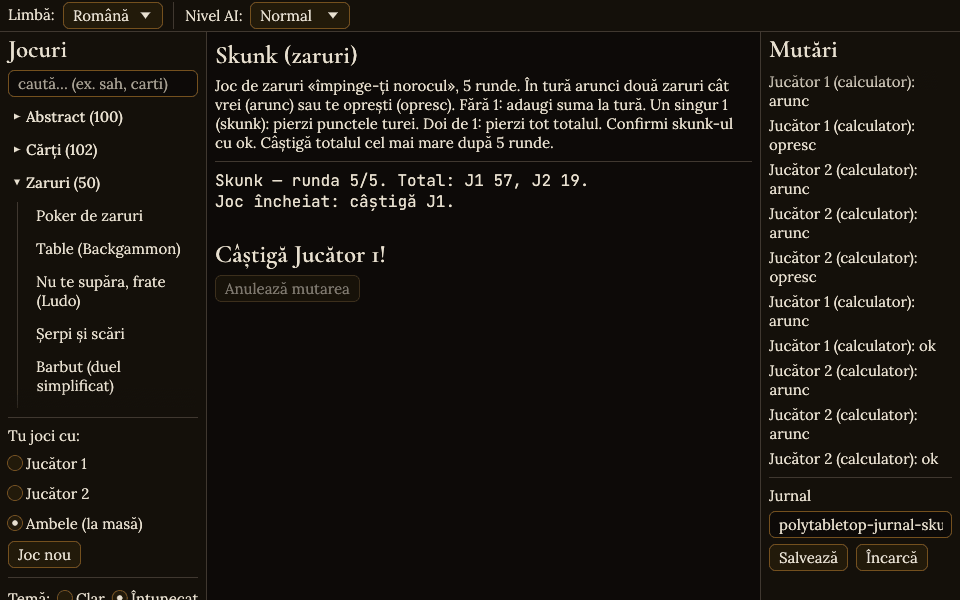 Limbă: Română ▼ Nivel AI: Normal ▼
Jocuri
caută... (ex. sah, carti)
▸ Abstract (100)
▸ Cărți (102)
▾ Zaruri (50)
Poker de zaruri
Table (Backgammon)
Nu te supăra, frate
(Ludo)
Șerpi și scări
Barbut (duel
simplificat)
Tu joci cu:
Jucător 1
Jucător 2
Ambele (la masă)
Joc nou
Temă: Clar Întunecat
Skunk (zaruri)
Joc de zaruri «împinge-ți norocul», 5 runde. În tură arunci două zaruri cât
vrei (arunc) sau te oprești (opresc). Fără 1: adaugi suma la tură. Un singur 1
(skunk): pierzi punctele turei. Doi de 1: pierzi tot totalul. Confirmi skunk-ul
cu ok. Câștigă totalul cel mai mare după 5 runde.
Skunk — runda 5/5. Total: J1 57, J2 19.
Joc încheiat: câștigă J1.
Câștigă Jucător 1!
Anulează mutarea
Mutări
Jucător 1 (calculator):
arunc
Jucător 1 (calculator):
opresc
Jucător 2 (calculator):
arunc
Jucător 2 (calculator):
arunc
Jucător 2 (calculator):
opresc
Jucător 1 (calculator):
arunc
Jucător 1 (calculator): ok
Jucător 2 (calculator):
arunc
Jucător 2 (calculator):
arunc
Jucător 2 (calculator): ok
Jurnal
polytabletop-jurnal-sku
Salvează Încarcă